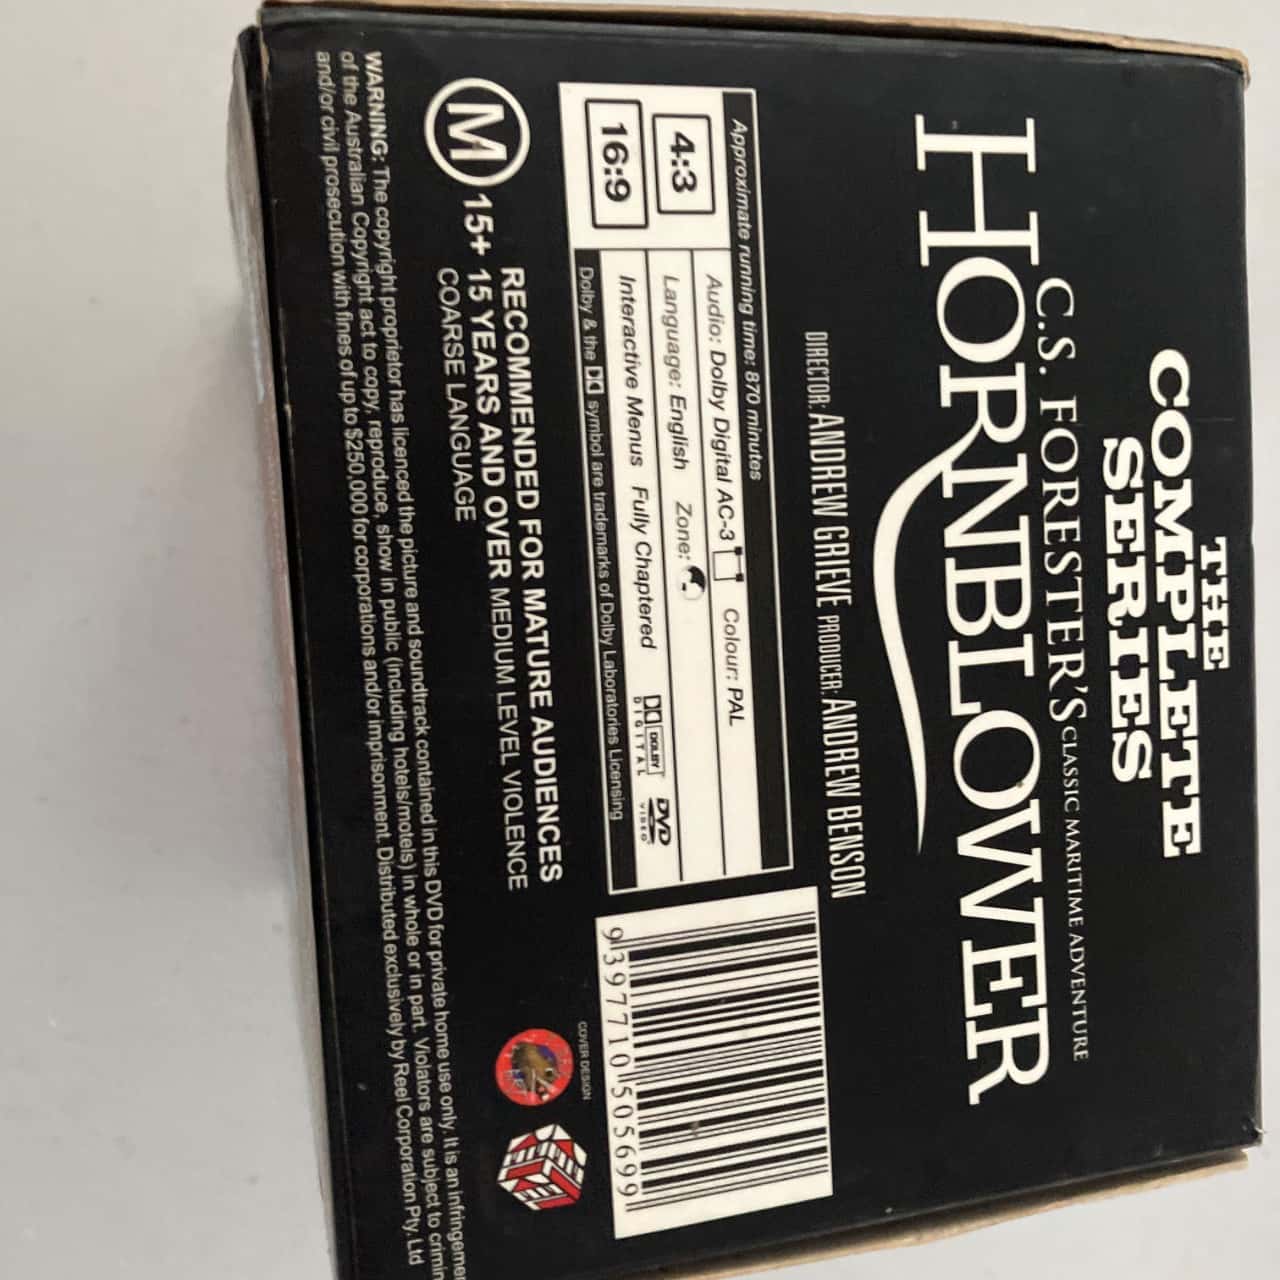 THE
COMPLETE
SERIES
C.S. FORESTER'S CLASSIC MARITIME ADVENTURE
HORNBLOWER
DIRECTOR: ANDREW GRIEVE PRODUCER: ANDREW BENSON
Approximate running time: 870 minutes
4:3
16:9
Audio: Dolby Digital AC-3 Colour: PAL
Language: English Zone:
Interactive Menus Fully Chaptered
DOLBY
DIGITAL
DVD
VIDEO
Dolby & the DD symbol are trademarks of Dolby Laboratories Licensing
9 397710 505699
M 15+
RECOMMENDED FOR MATURE AUDIENCES
15 YEARS AND OVER MEDIUM LEVEL VIOLENCE
COARSE LANGUAGE
COVER DESIGN
WARNING: The copyright proprietor has licenced the picture and soundtrack contained in this DVD for private home use only. It is an infringemen
of the Australian Copyright act to copy, reproduce, show in public (including hotels/motels) in whole or in part. Violators are subject to crimin
and/or civil prosecution with fines of up to $250,000 for corporations and/or imprisonment. Distributed exclusively by Reel Corporation Pty. Ltd